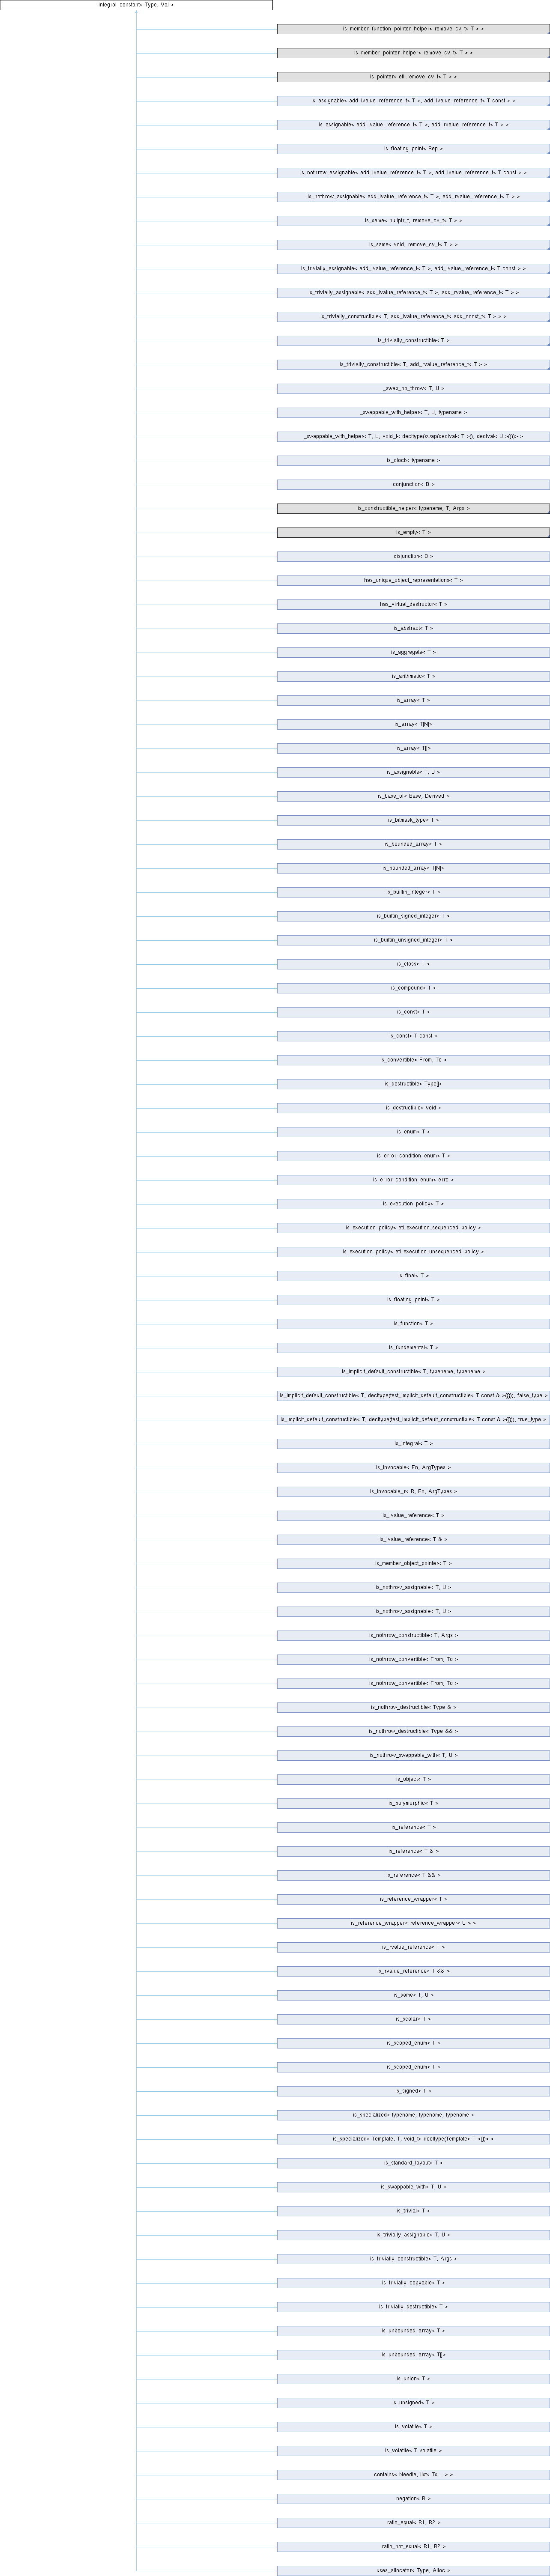 integral_constant< Type, Val >
is_member_function_pointer_helper< remove_cv_t< T > >
is_member_pointer_helper< remove_cv_t< T > >
is_pointer< etl::remove_cv_t< T > >
is_assignable< add_lvalue_reference_t< T >, add_lvalue_reference_t< T const > >
is_assignable< add_lvalue_reference_t< T >, add_rvalue_reference_t< T > >
is_floating_point< Rep >
is_nothrow_assignable< add_lvalue_reference_t< T >, add_lvalue_reference_t< T const > >
is_nothrow_assignable< add_lvalue_reference_t< T >, add_rvalue_reference_t< T > >
is_same< nullptr_t, remove_cv_t< T > >
is_same< void, remove_cv_t< T > >
is_trivially_assignable< add_lvalue_reference_t< T >, add_lvalue_reference_t< T const > >
is_trivially_assignable< add_lvalue_reference_t< T >, add_rvalue_reference_t< T > >
is_trivially_constructible< T, add_lvalue_reference_t< add_const_t< T > > >
is_trivially_constructible< T >
is_trivially_constructible< T, add_rvalue_reference_t< T > >
_swap_no_throw< T, U >
_swappable_with_helper< T, U, typename >
_swappable_with_helper< T, U, void_t< decltype(swap(declval< T >(), declval< U >()))> >
is_clock< typename >
conjunction< B >
is_constructible_helper< typename, T, Args >
is_empty< T >
disjunction< B >
has_unique_object_representations< T >
has_virtual_destructor< T >
is_abstract< T >
is_aggregate< T >
is_arithmetic< T >
is_array< T >
is_array< T[N]>
is_array< T[]>
is_assignable< T, U >
is_base_of< Base, Derived >
is_bitmask_type< T >
is_bounded_array< T >
is_bounded_array< T[N]>
is_builtin_integer< T >
is_builtin_signed_integer< T >
is_builtin_unsigned_integer< T >
is_class< T >
is_compound< T >
is_const< T >
is_const< T const >
is_convertible< From, To >
is_destructible< Type[]>
is_destructible< void >
is_enum< T >
is_error_condition_enum< T >
is_error_condition_enum< errc >
is_execution_policy< T >
is_execution_policy< etl::execution::sequenced_policy >
is_execution_policy< etl::execution::unsequenced_policy >
is_final< T >
is_floating_point< T >
is_function< T >
is_fundamental< T >
is_implicit_default_constructible< T, typename, typename >
is_implicit_default_constructible< T, decltype(test_implicit_default_constructible< T const & >({})), false_type >
is_implicit_default_constructible< T, decltype(test_implicit_default_constructible< T const & >({})), true_type >
is_integral< T >
is_invocable< Fn, ArgTypes >
is_invocable_r< R, Fn, ArgTypes >
is_lvalue_reference< T >
is_lvalue_reference< T & >
is_member_object_pointer< T >
is_nothrow_assignable< T, U >
is_nothrow_assignable< T, U >
is_nothrow_constructible< T, Args >
is_nothrow_convertible< From, To >
is_nothrow_convertible< From, To >
is_nothrow_destructible< Type & >
is_nothrow_destructible< Type && >
is_nothrow_swappable_with< T, U >
is_object< T >
is_polymorphic< T >
is_reference< T >
is_reference< T & >
is_reference< T && >
is_reference_wrapper< T >
is_reference_wrapper< reference_wrapper< U > >
is_rvalue_reference< T >
is_rvalue_reference< T && >
is_same< T, U >
is_scalar< T >
is_scoped_enum< T >
is_scoped_enum< T >
is_signed< T >
is_specialized< typename, typename, typename >
is_specialized< Template, T, void_t< decltype(Template< T >{})> >
is_standard_layout< T >
is_swappable_with< T, U >
is_trivial< T >
is_trivially_assignable< T, U >
is_trivially_constructible< T, Args >
is_trivially_copyable< T >
is_trivially_destructible< T >
is_unbounded_array< T >
is_unbounded_array< T[]>
is_union< T >
is_unsigned< T >
is_volatile< T >
is_volatile< T volatile >
contains< Needle, list< Ts... > >
negation< B >
ratio_equal< R1, R2 >
ratio_not_equal< R1, R2 >
uses_allocator< Type, Alloc >